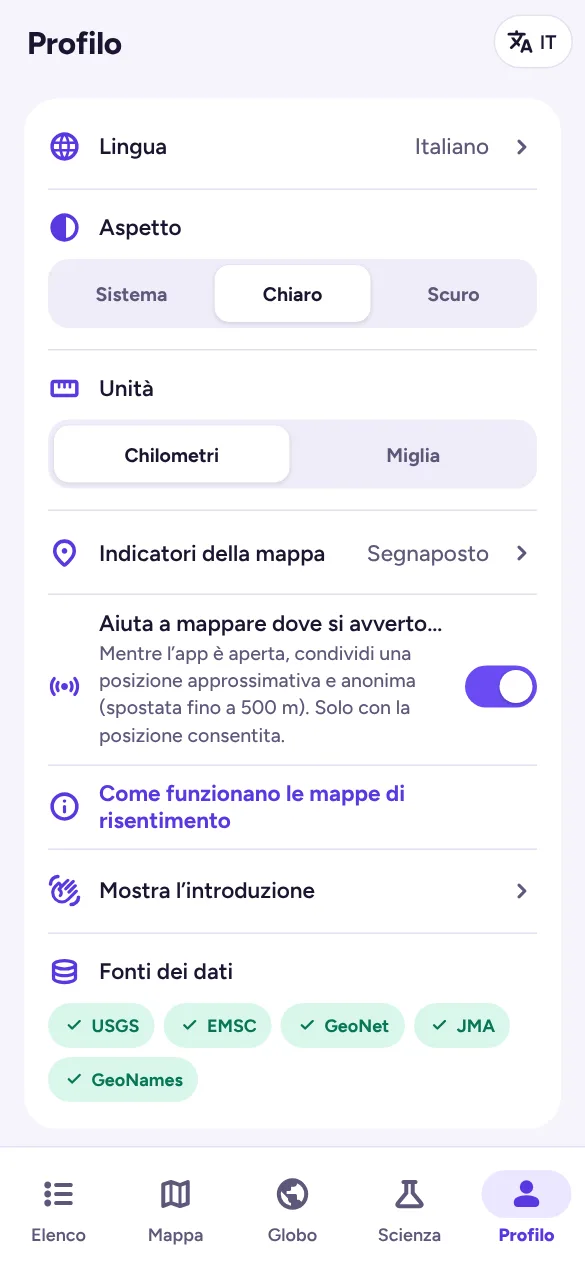 Profilo
IT
Lingua
Italiano
Aspetto
Sistema
Chiaro
Scuro
Unità
Chilometri
Miglia
Indicatori della mappa
Segnaposto
Aiuta a mappare dove si avverto...
Mentre l’app è aperta, condividi una
posizione approssimativa e anonima
(spostata fino a 500 m). Solo con la
posizione consentita.
Come funzionano le mappe di
risentimento
Mostra l’introduzione
Fonti dei dati
USGS
EMSC
GeoNet
JMA
GeoNames
Elenco
Mappa
Globo
Scienza
Profilo